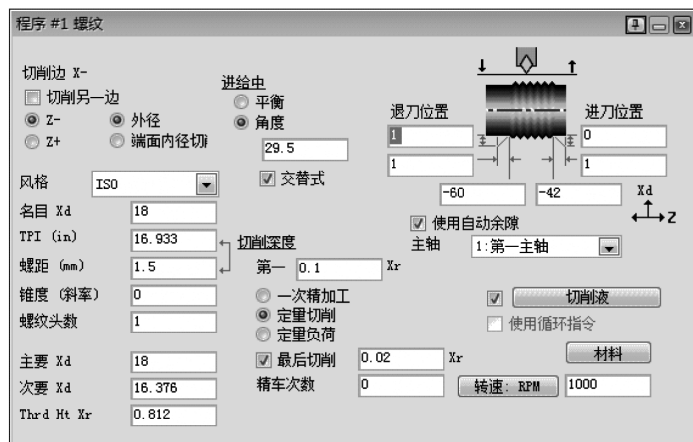 程序 #1 螺纹
切削边 X-
切削另一边
Z- 外径
Z+ 端面内径切削
进给中
平衡
角度
29.5
交替式
退刀位置 进刀位置
1 0
1 1
-60 -42 Xd
Z
使用自动余隙
主轴 1:第一主轴
风格 ISO
名目 Xd 18
TPI (in) 16.933
螺距 (mm) 1.5
锥度 (斜率) 0
螺纹头数 1
主要 Xd 18
次要 Xd 16.376
Thrd Ht Xr 0.812
切削深度
第一 0.1 Xr
一次精加工
定量切削
定量负荷
最后切削 0.02 Xr
精车次数 0
切削液
使用循环指令
材料
转速: RPM 1000